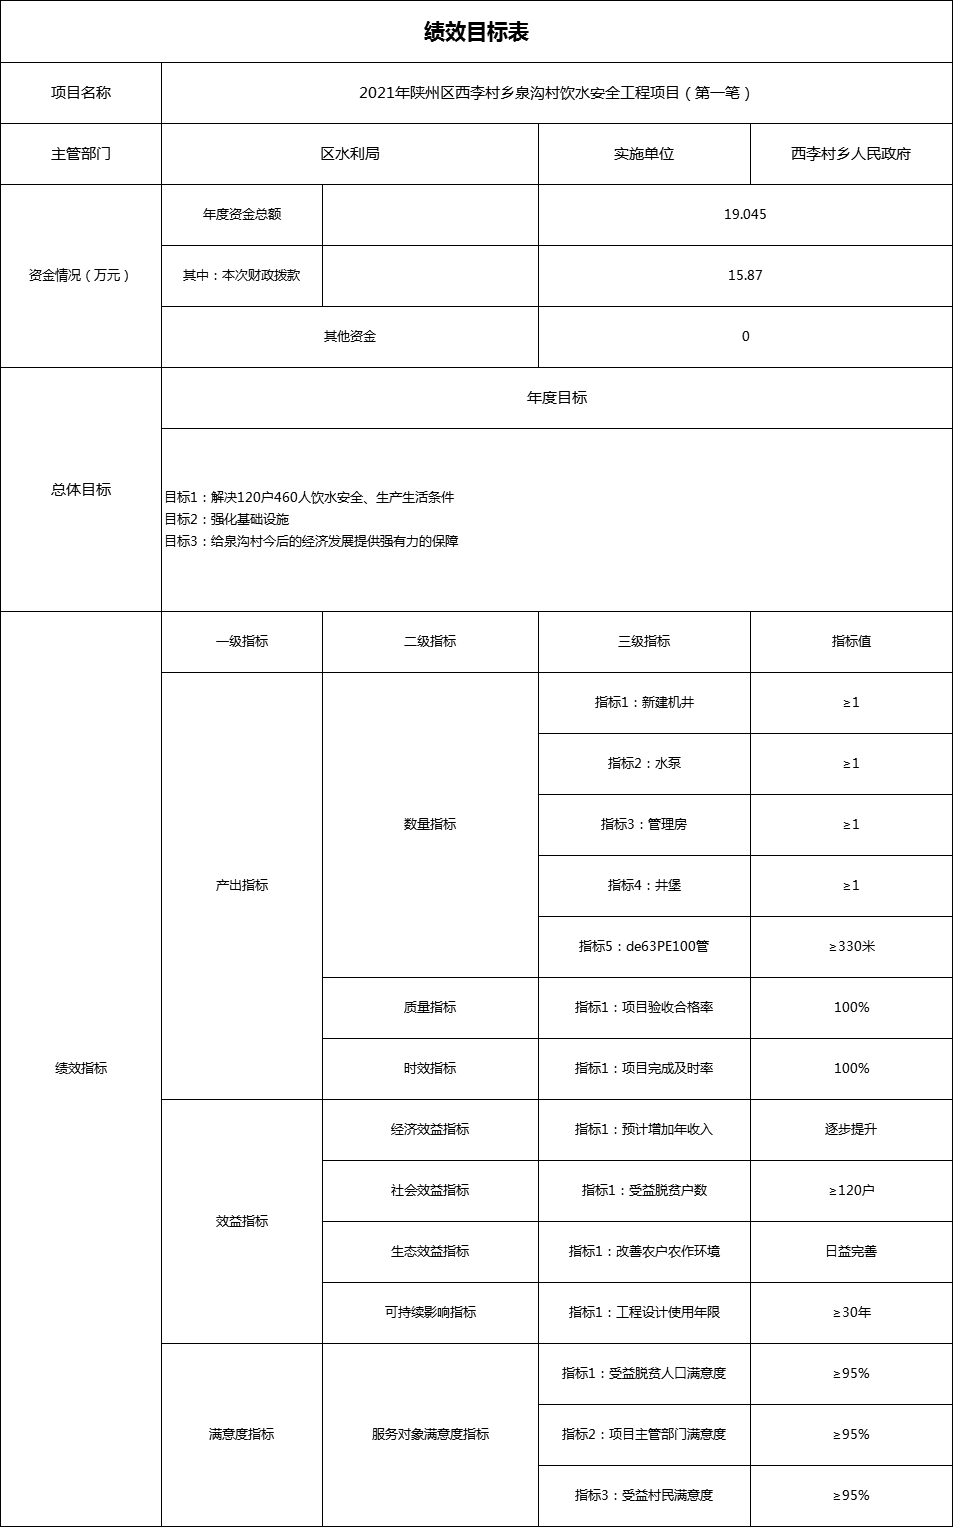 绩效目标表
项目名称
2021年陕州区西李村乡泉沟村饮水安全工程项目（第一笔）
主管部门
区水利局
实施单位
西李村乡人民政府
资金情况（万元）
年度资金总额
19.045
其中：本次财政拨款
15.87
其他资金
0
总体目标
年度目标
目标1：解决120户460人饮水安全、生产生活条件
目标2：强化基础设施
目标3：给泉沟村今后的经济发展提供强有力的保障
绩效指标
一级指标
二级指标
三级指标
指标值
产出指标
数量指标
指标1：新建机井
≥1
指标2：水泵
≥1
指标3：管理房
≥1
指标4：井堡
≥1
指标5：de63PE100管
≥330米
质量指标
指标1：项目验收合格率
100%
时效指标
指标1：项目完成及时率
100%
效益指标
经济效益指标
指标1：预计增加年收入
逐步提升
社会效益指标
指标1：受益脱贫户数
≥120户
生态效益指标
指标1：改善农户农作环境
日益完善
可持续影响指标
指标1：工程设计使用年限
≥30年
满意度指标
服务对象满意度指标
指标1：受益脱贫人口满意度
≥95%
指标2：项目主管部门满意度
≥95%
指标3：受益村民满意度
≥95%